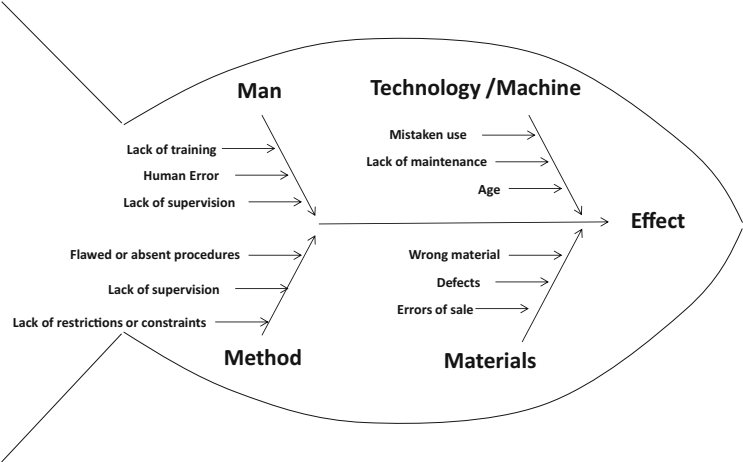 Man
Technology /Machine
Lack of training
Human Error
Lack of supervision
Mistaken use
Lack of maintenance
Age
Effect
Flawed or absent procedures
Lack of supervision
Lack of restrictions or constraints
Method
Wrong material
Defects
Errors of sale
Materials